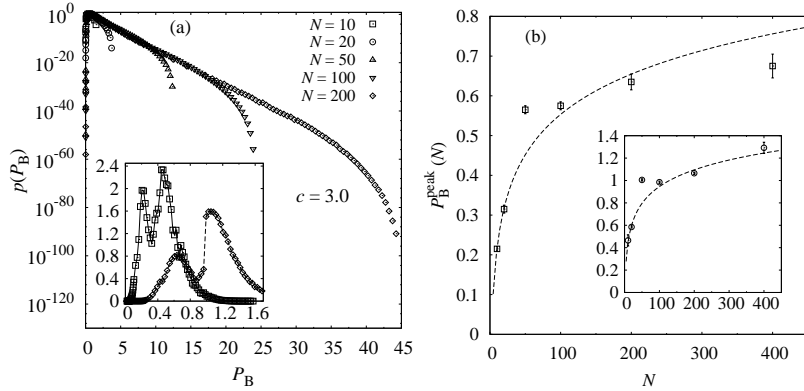 (a)
N = 10
N = 20
N = 50
N = 100
N = 200
c = 3.0
p(P_B)
10^0
10^-20
10^-40
10^-60
10^-80
10^-100
10^-120
0 5 10 15 20 25 30 35 40 45
P_B
2.4
2
1.6
1.2
0.8
0.4
0
0 0.4 0.8 1.2 1.6
(b)
P_B^peak(N)
0.8
0.7
0.6
0.5
0.4
0.3
0.2
0.1
0 100 200 300 400
N
1.4
1.2
1
0.8
0.6
0.4
0.2
0
0 100 200 300 400